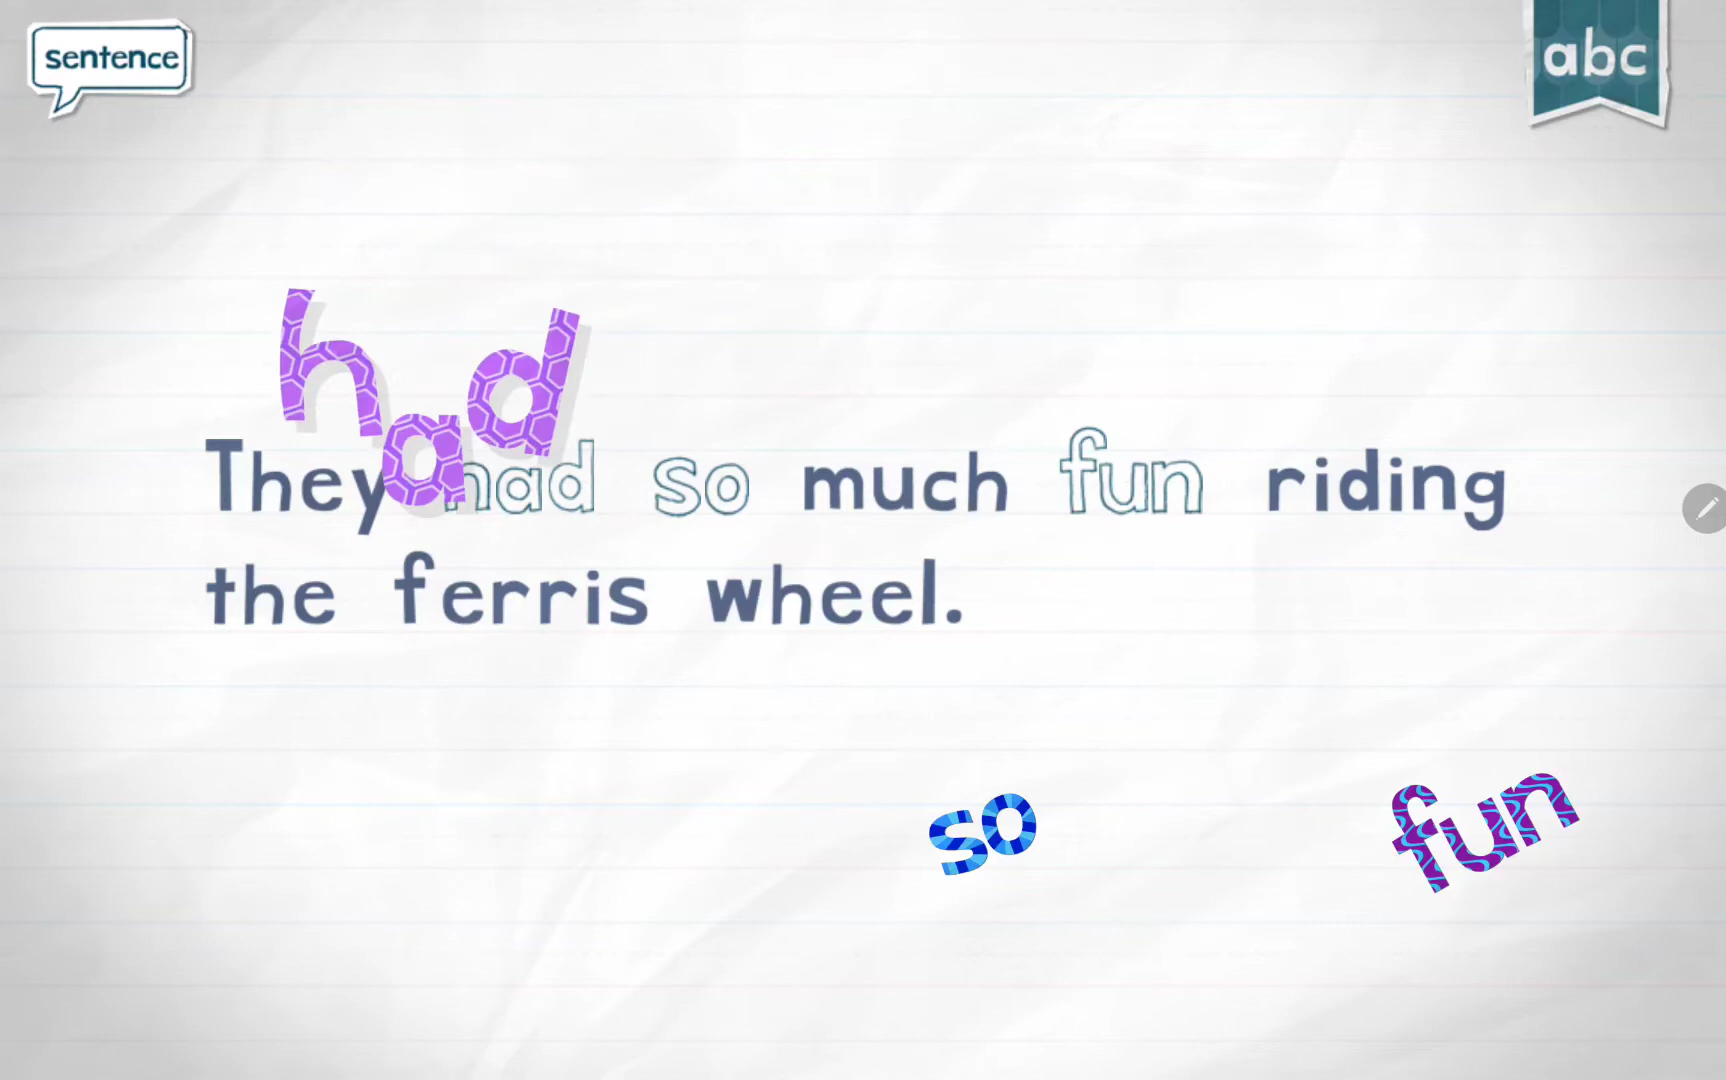 sentence
abc
had
They had so much fun riding
the ferris wheel.
so
fun